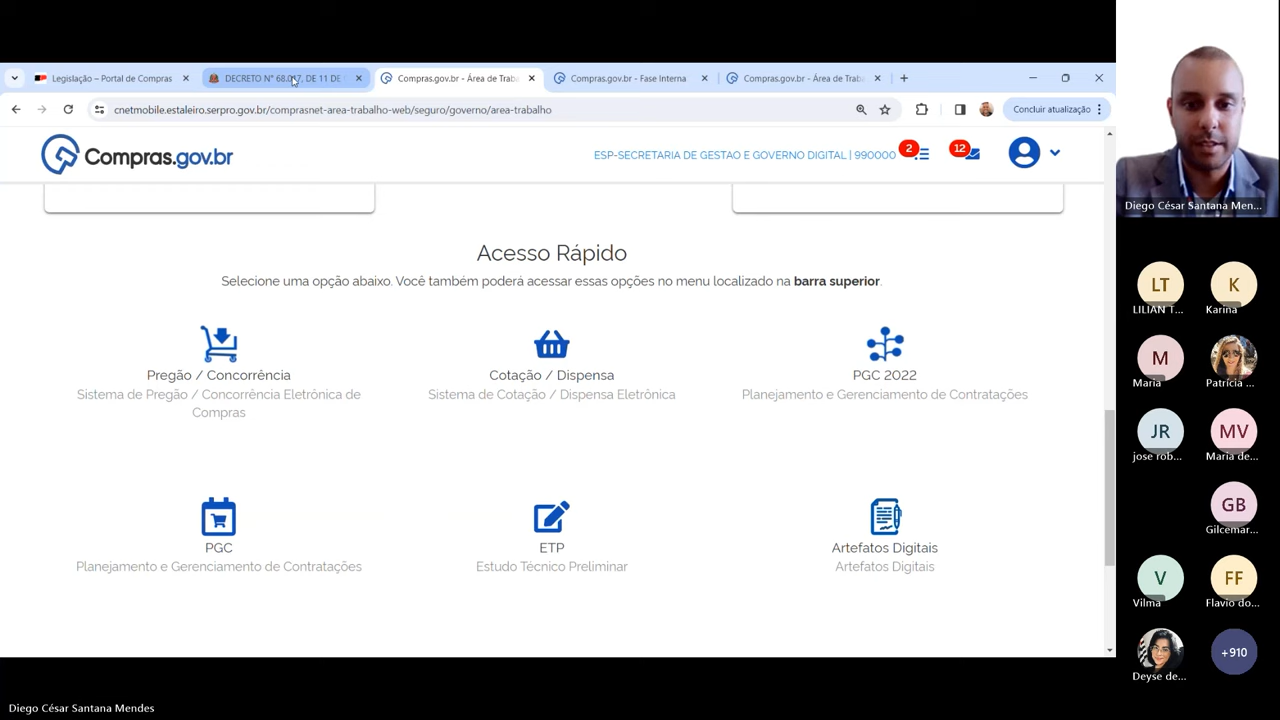 Legislação – Portal de Compras
DECRETO N° 68.017, DE 11 DE
Compras.gov.br - Área de Traba
Compras.gov.br - Fase Interna
Compras.gov.br - Área de Traba
cnetmobile.estaleiro.serpro.gov.br/comprasnet-area-trabalho-web/seguro/governo/area-trabalho
Concluir atualização
Compras.gov.br
ESP-SECRETARIA DE GESTAO E GOVERNO DIGITAL | 990000
2
12
Acesso Rápido
Selecione uma opção abaixo. Você também poderá acessar essas opções no menu localizado na barra superior.
Pregão / Concorrência
Sistema de Pregão / Concorrência Eletrônica de
Compras
Cotação / Dispensa
Sistema de Cotação / Dispensa Eletrônica
PGC 2022
Planejamento e Gerenciamento de Contratações
PGC
Planejamento e Gerenciamento de Contratações
ETP
Estudo Técnico Preliminar
Artefatos Digitais
Artefatos Digitais
Diego César Santana Men...
LT
LILIAN T...
K
Karina
M
Maria
Patrícia ...
JR
jose rob...
MV
Maria de...
GB
Gilcemar...
V
Vilma
FF
Flavio do...
Deyse de...
+910
Diego César Santana Mendes